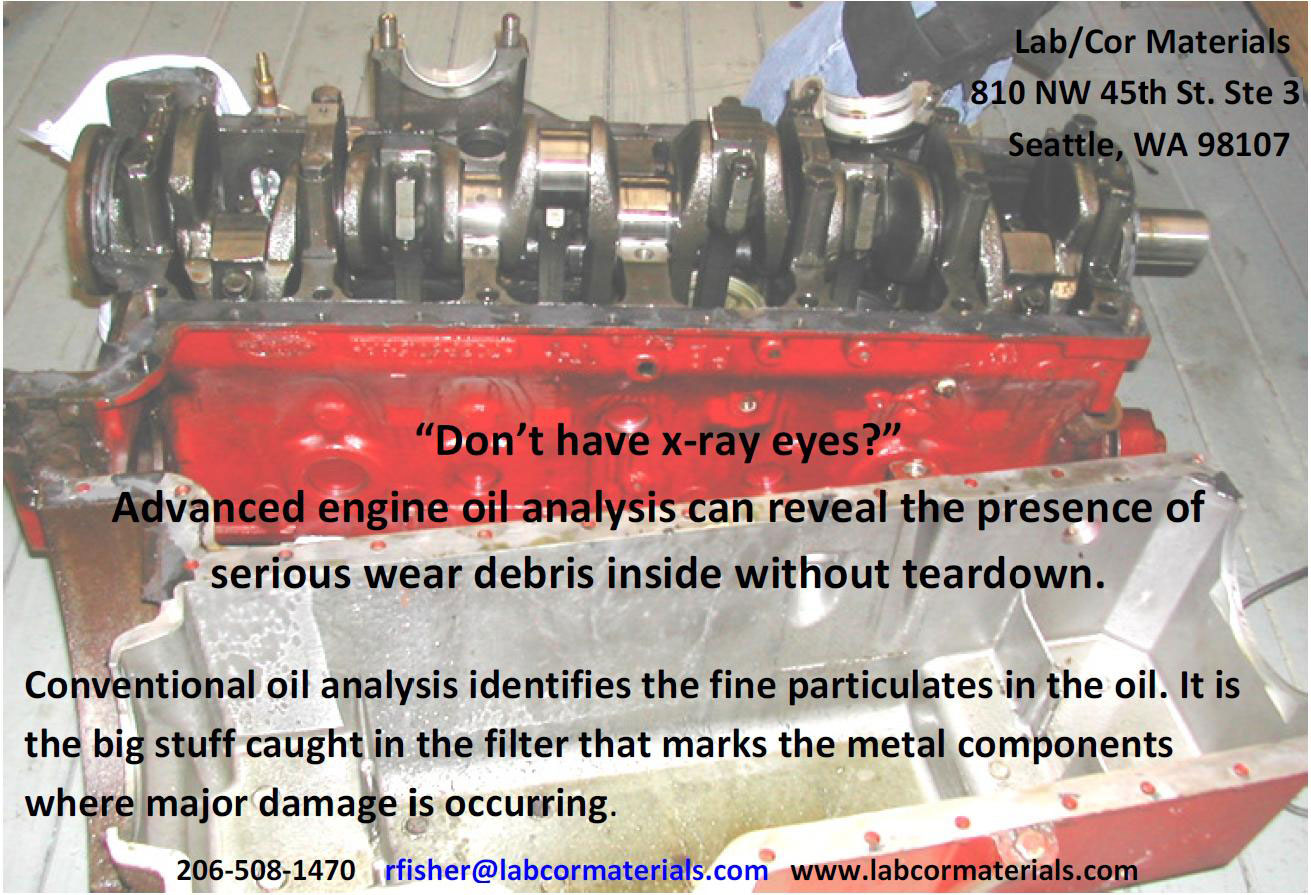 Lab/Cor Materials
810 NW 45th St. Ste 3
Seattle, WA 98107
“Don’t have x-ray eyes?”
Advanced engine oil analysis can reveal the presence of
serious wear debris inside without teardown.
Conventional oil analysis identifies the fine particulates in the oil. It is
the big stuff caught in the filter that marks the metal components
where major damage is occurring.
206-508-1470 rfisher@labcormaterials.com www.labcormaterials.com